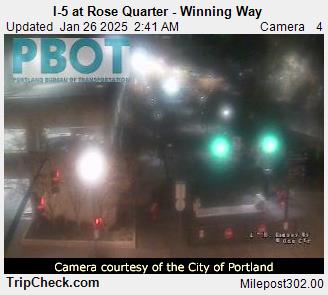 I-5 at Rose Quarter - Winning Way
Updated Jan 26 2025 2:41 AM Camera 4
PBOT
PORTLAND BUREAU OF TRANSPORTATION
Camera courtesy of the City of Portland
TripCheck.com Milepost302.00